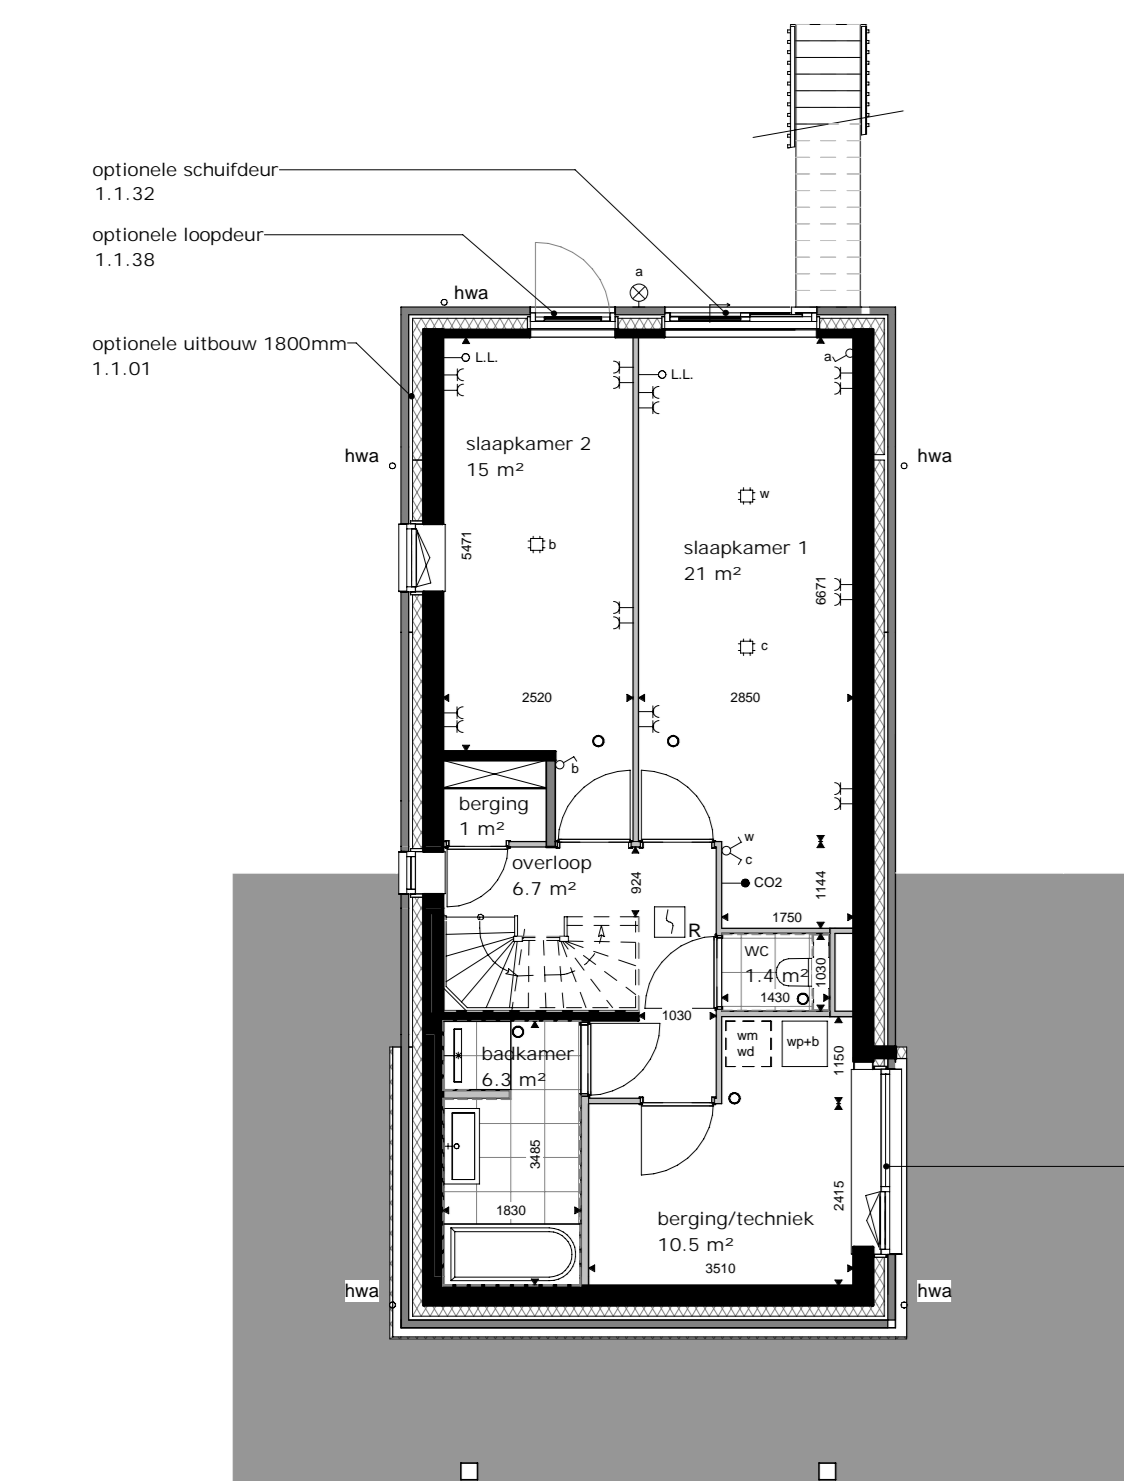 optionele schuifdeur
1.1.32
optionele loopdeur
1.1.38
a
hwa
hwa
optionele uitbouw 1800mm
1.1.01
L.L.
a
L.L.
slaapkamer 2
15 m²
hwa
hwa
w
5471
b
slaapkamer 1
21 m²
6671
c
2520
2850
b
berging
1 m²
w
c
overloop
6.7 m²
924
CO2
1144
1750
R
WC
1.4 m²
1030
1430
1030
wm
wd
wp+b
1150
badkamer
6.3 m²
3485
2415
1830
berging/techniek
10.5 m²
3510
hwa
hwa